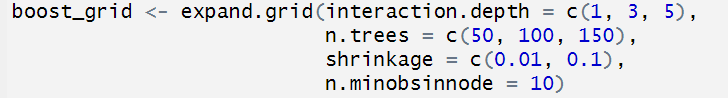 boost_grid <- expand.grid(interaction.depth = c(1, 3, 5),
n.trees = c(50, 100, 150),
shrinkage = c(0.01, 0.1),
n.minobsinnode = 10)